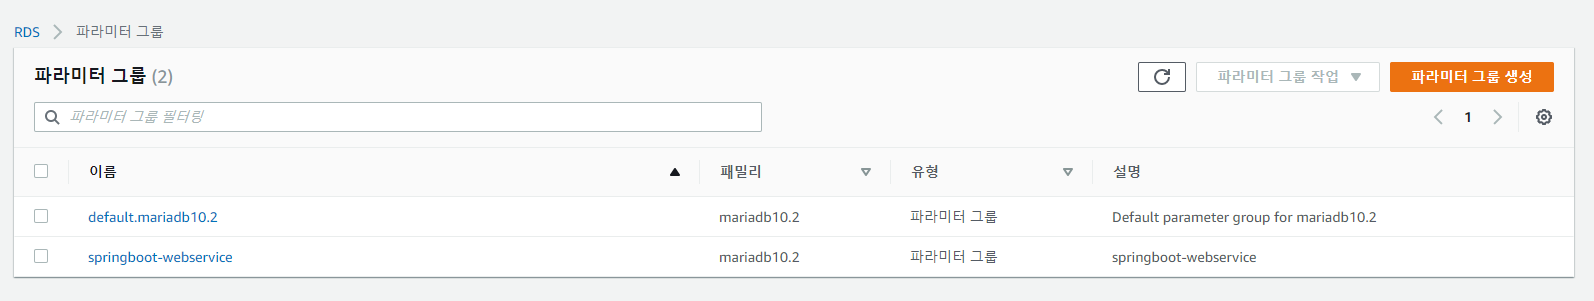 RDS 파라미터 그룹
파라미터 그룹 (2) 파라미터 그룹 작업 파라미터 그룹 생성
파라미터 그룹 필터링 1
이름 패밀리 유형 설명
default.mariadb10.2 mariadb10.2 파라미터 그룹 Default parameter group for mariadb10.2
springboot-webservice mariadb10.2 파라미터 그룹 springboot-webservice